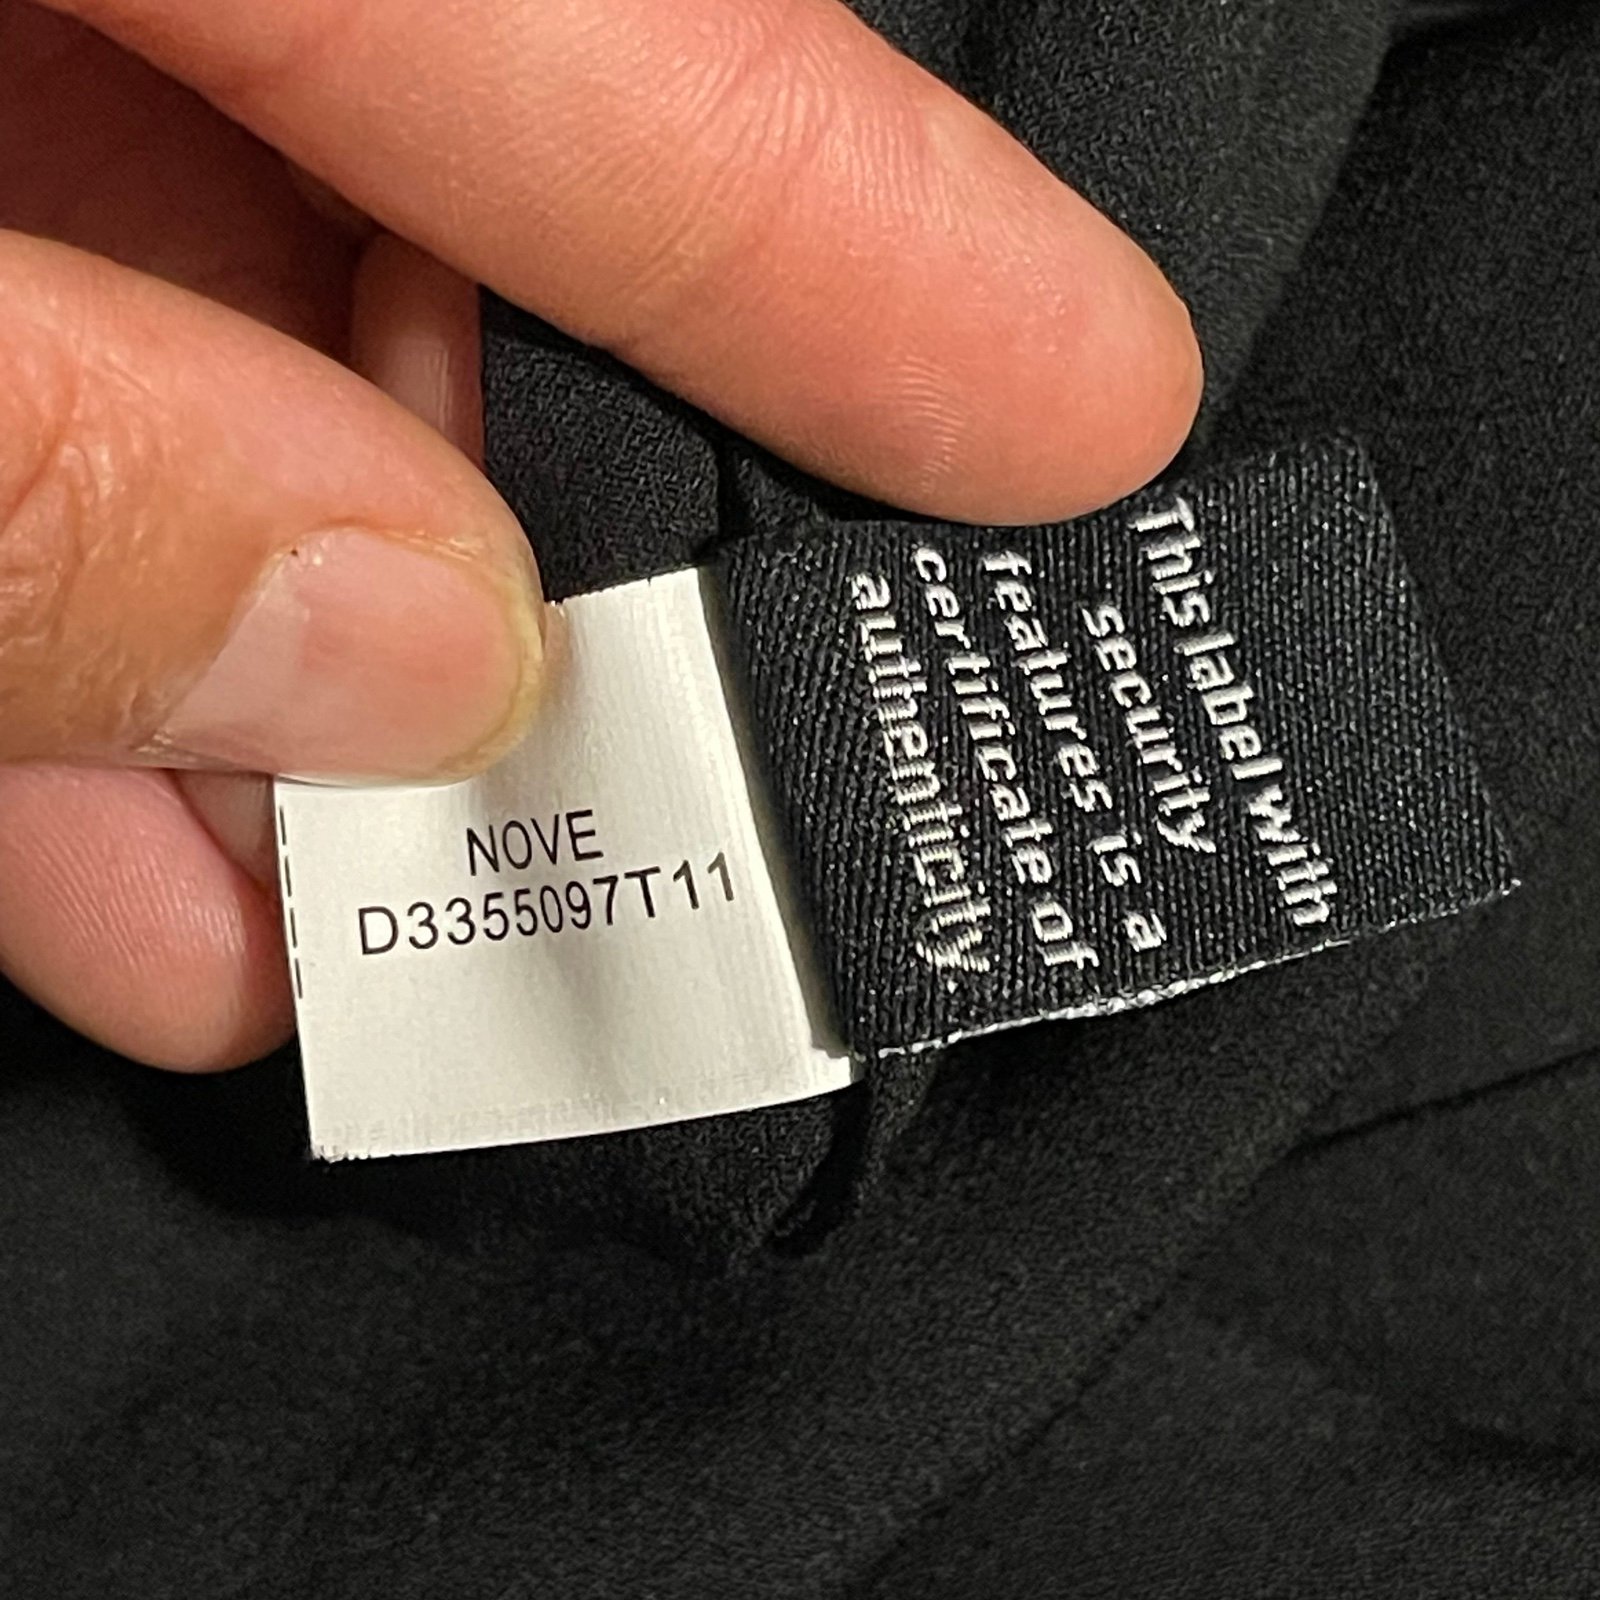 NOVE
D3355097T11
This label with
security
features is a
certificate of
authenticity.